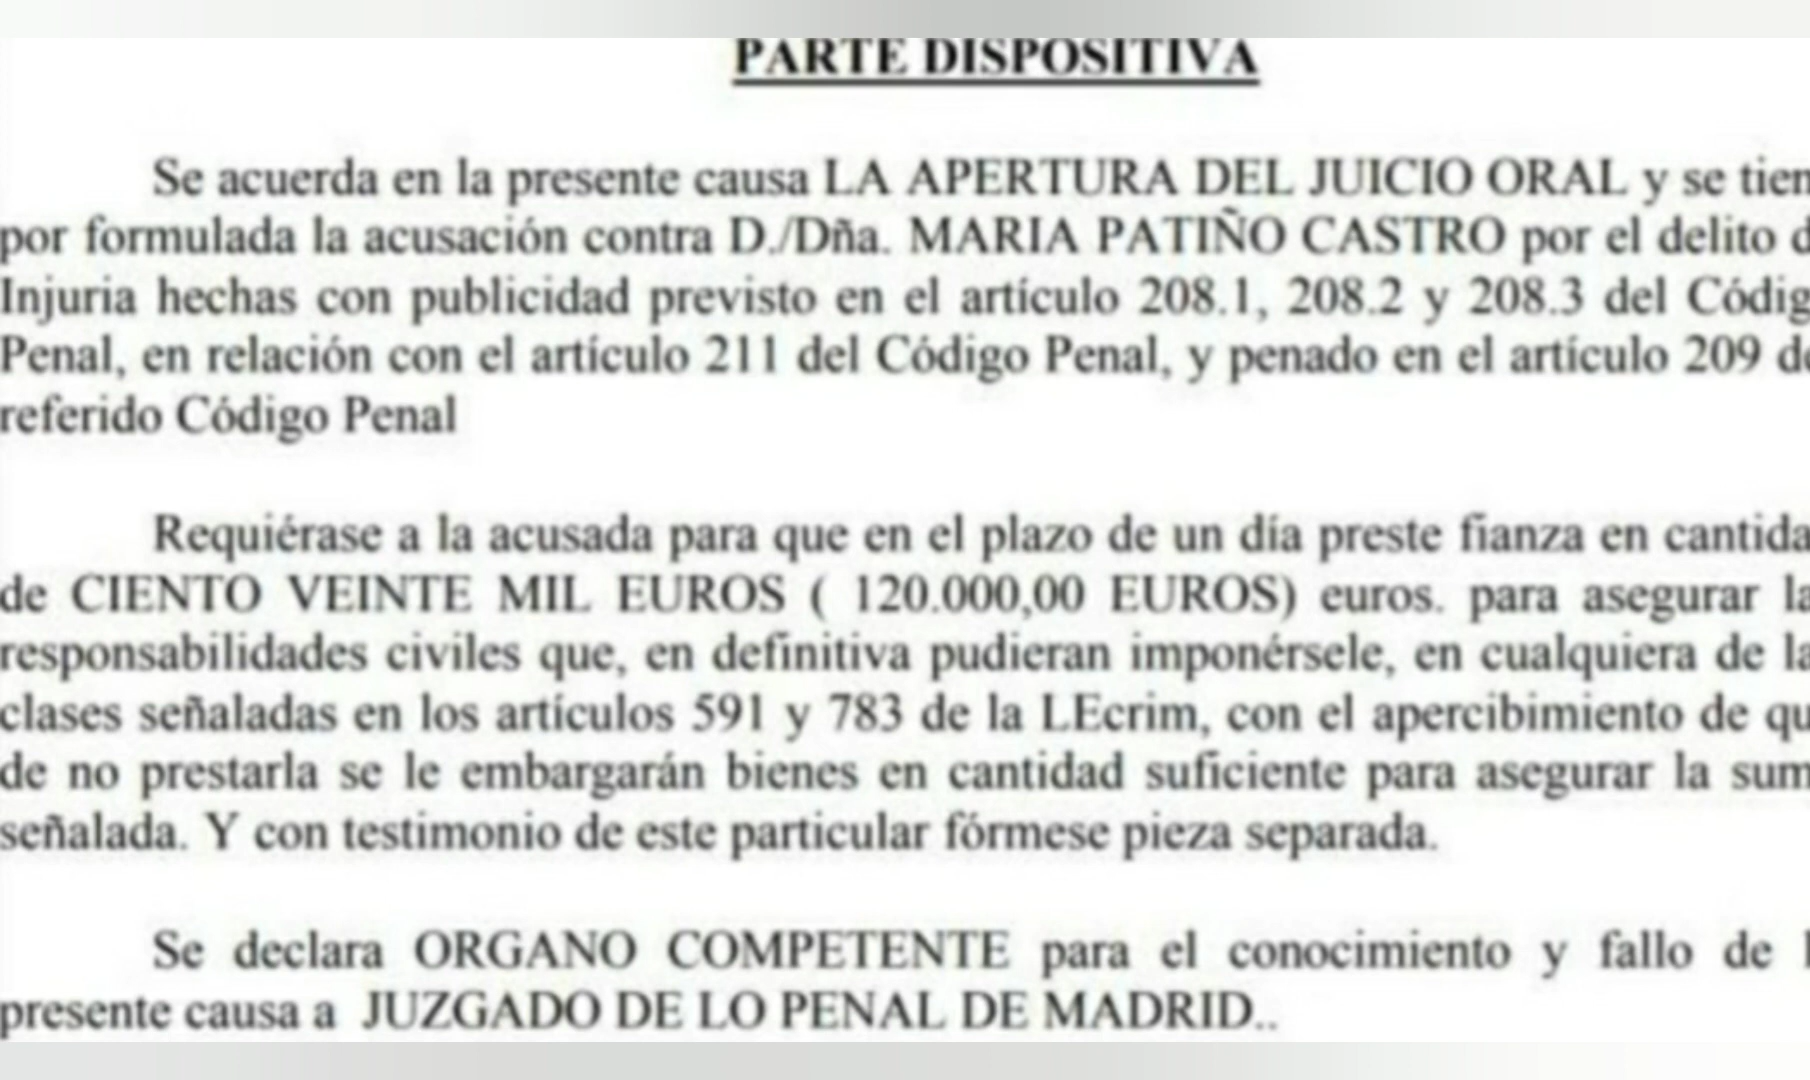 PARTE DISPOSITIVA
Se acuerda en la presente causa LA APERTURA DEL JUICIO ORAL y se tien
por formulada la acusación contra D./Dña. MARIA PATIÑO CASTRO por el delito d
Injuria hechas con publicidad previsto en el artículo 208.1, 208.2 y 208.3 del Códig
Penal, en relación con el artículo 211 del Código Penal, y penado en el artículo 209 de
referido Código Penal
Requiérase a la acusada para que en el plazo de un día preste fianza en cantida
de CIENTO VEINTE MIL EUROS ( 120.000,00 EUROS) euros. para asegurar la
responsabilidades civiles que, en definitiva pudieran imponérsele, en cualquiera de la
clases señaladas en los artículos 591 y 783 de la LEcrim, con el apercibimiento de qu
de no prestarla se le embargarán bienes en cantidad suficiente para asegurar la sum
señalada. Y con testimonio de este particular fórmese pieza separada.
Se declara ORGANO COMPETENTE para el conocimiento y fallo de l
presente causa a JUZGADO DE LO PENAL DE MADRID..